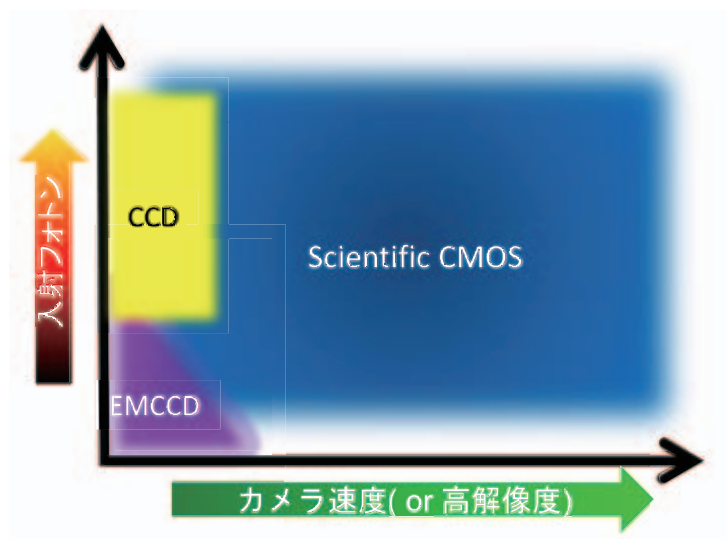 入射フォトン
CCD
Scientific CMOS
EMCCD
カメラ速度( or 高解像度)